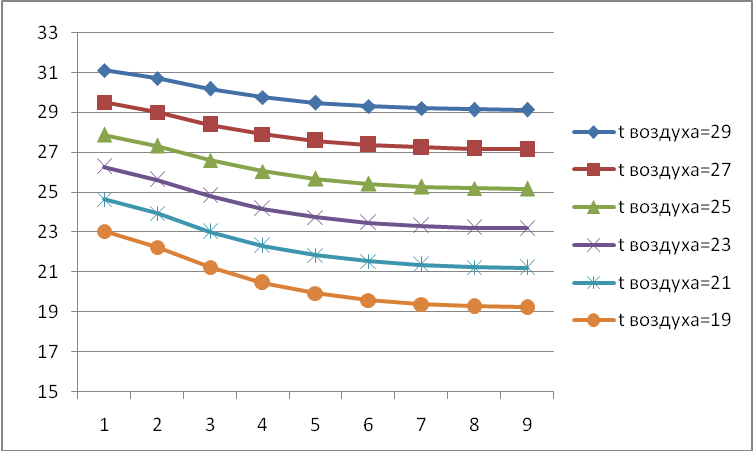 33
31
29
27
25
23
21
19
17
15
1 2 3 4 5 6 7 8 9
t воздуха=29
t воздуха=27
t воздуха=25
t воздуха=23
t воздуха=21
t воздуха=19